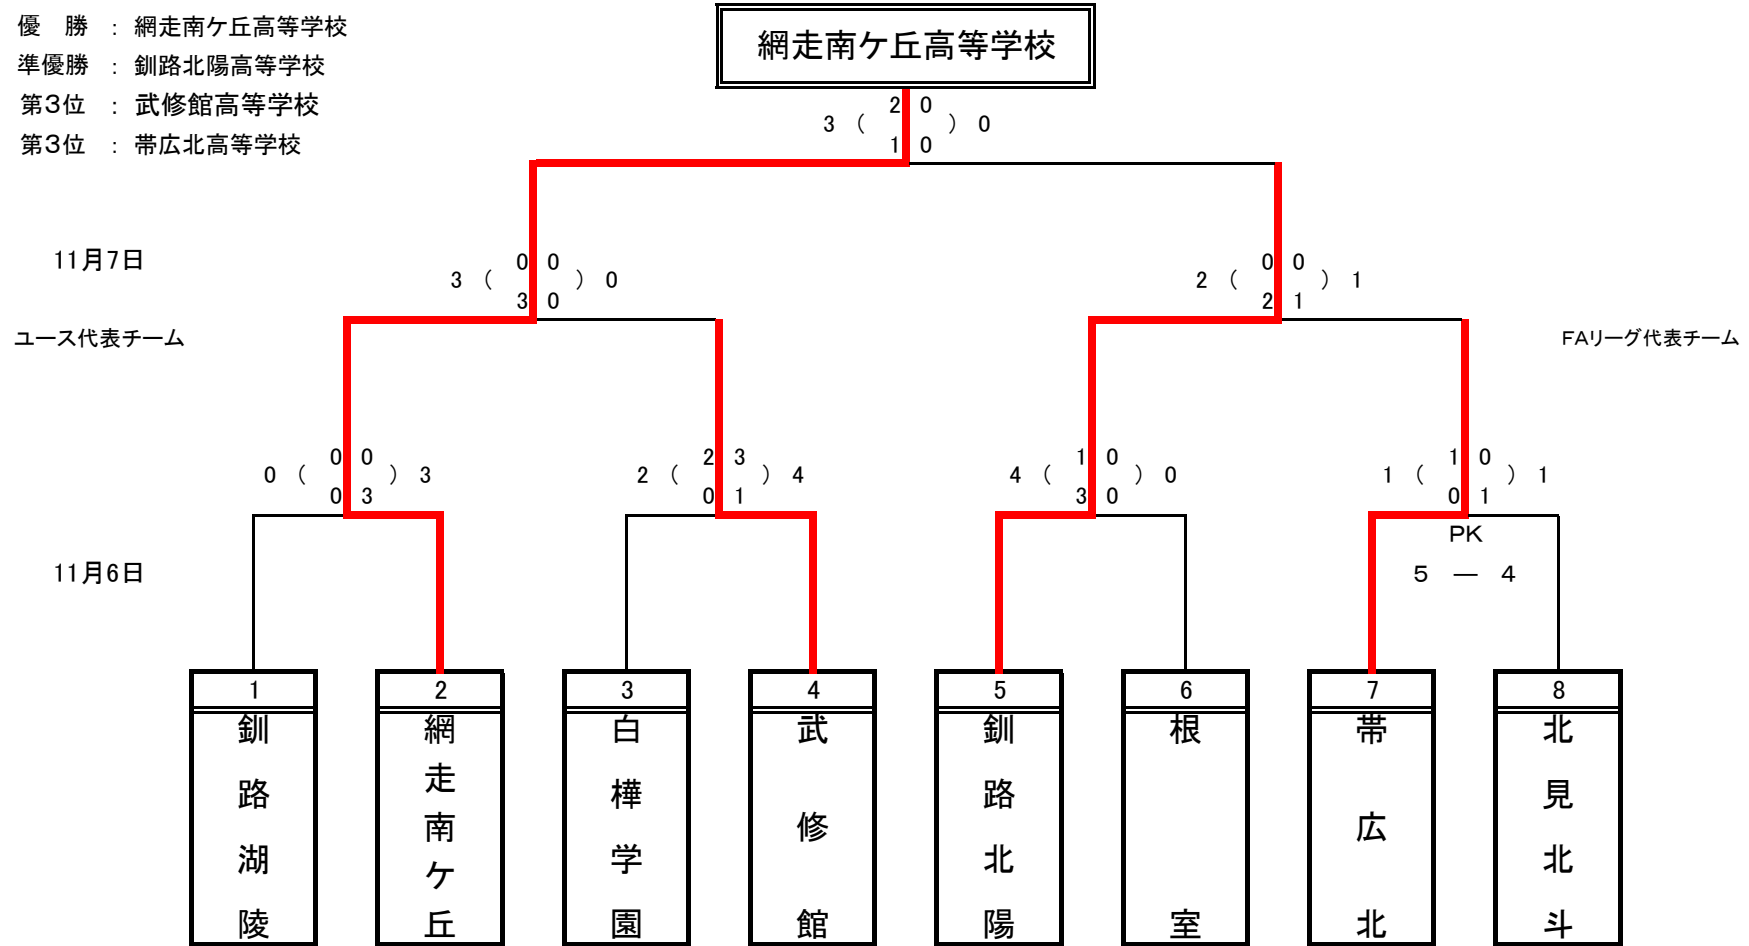 優　勝　：　網走南ケ丘高等学校
準優勝　：　釧路北陽高等学校
第3位　：　武修館高等学校
第3位　：　帯広北高等学校
網走南ケ丘高等学校
2 0
3 ( ) 0
1 0
11月7日
0 0
3 ( ) 0
3 0
0 0
2 ( ) 1
2 1
ユース代表チーム
FAリーグ代表チーム
0 0
0 ( ) 3
0 3
2 3
2 ( ) 4
0 1
1 0
4 ( ) 0
3 0
1 0
1 ( ) 1
0 1
PK
5 ― 4
11月6日
1
釧路湖陵
2
網走南ケ丘
3
白樺学園
4
武修館
5
釧路北陽
6
根室
7
帯広北
8
北見北斗